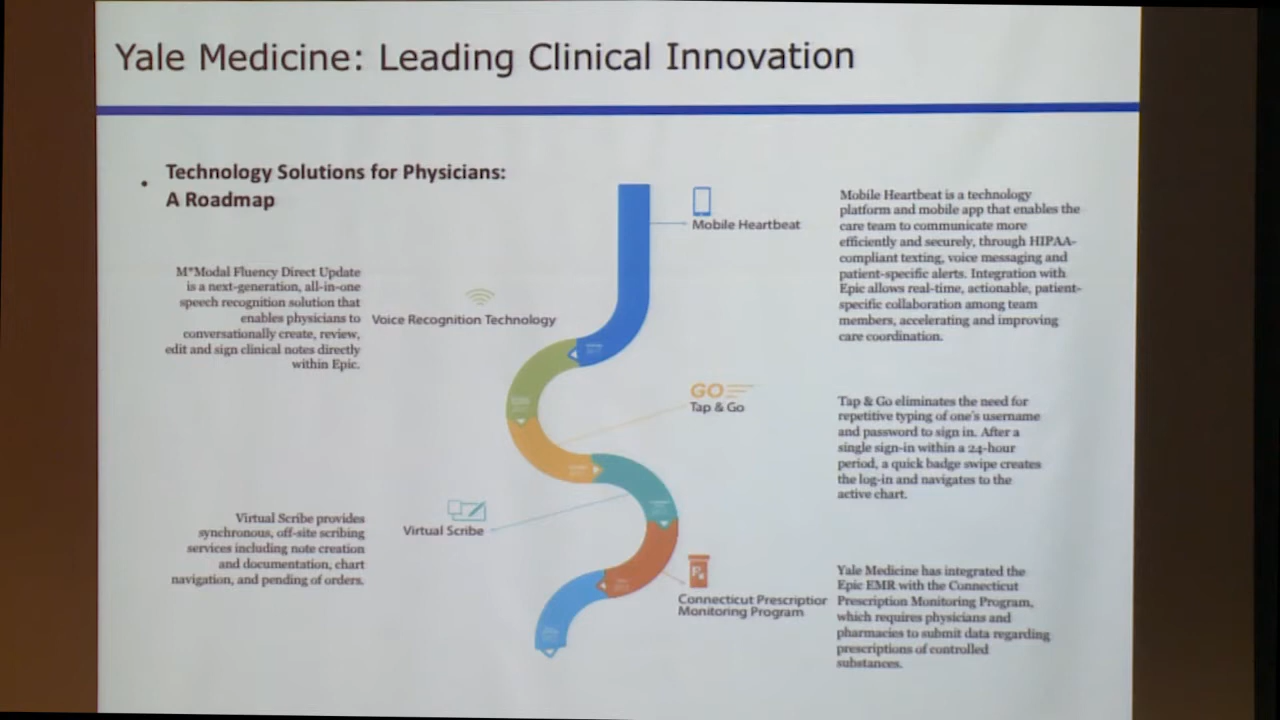 Yale Medicine: Leading Clinical Innovation
• Technology Solutions for Physicians:
A Roadmap
Mobile Heartbeat
Mobile Heartbeat is a technology
platform and mobile app that enables the
care team to communicate more
efficiently and securely, through HIPAA-
compliant texting, voice messaging and
patient-specific alerts. Integration with
Epic allows real-time, actionable, patient-
specific collaboration among team
members, accelerating and improving
care coordination.
M*Modal Fluency Direct Update
is a next-generation, all-in-one
speech recognition solution that
enables physicians to
conversationally create, review,
edit and sign clinical notes directly
within Epic.
Voice Recognition Technology
GO
Tap & Go
Tap & Go eliminates the need for
repetitive typing of one's username
and password to sign in. After a
single sign-in within a 24-hour
period, a quick badge swipe creates
the log-in and navigates to the
active chart.
Virtual Scribe provides
synchronous, off-site scribing
services including note creation
and documentation, chart
navigation, and pending of orders.
Virtual Scribe
Rx
Connecticut Prescription
Monitoring Program
Yale Medicine has integrated the
Epic EMR with the Connecticut
Prescription Monitoring Program,
which requires physicians and
pharmacies to submit data regarding
prescriptions of controlled
substances.